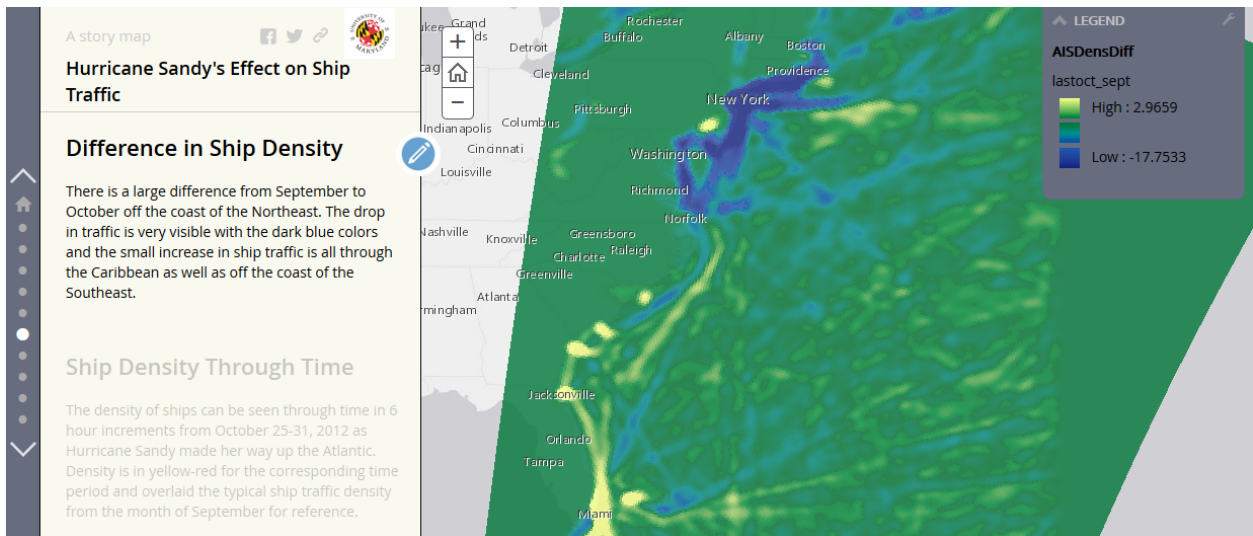 A story map
Hurricane Sandy's Effect on Ship
Traffic
Difference in Ship Density
There is a large difference from September to
October off the coast of the Northeast. The drop
in traffic is very visible with the dark blue colors
and the small increase in ship traffic is all through
the Caribbean as well as off the coast of the
Southeast.
Ship Density Through Time
The density of ships can be seen through time in 6
hour increments from October 25-31, 2012 as
Hurricane Sandy made her way up the Atlantic.
Density is in yellow-red for the corresponding time
period and overlaid the typical ship traffic density
from the month of September for reference.
UNIVERSITY OF
MARYLAND
+
−
Grand
Rochester
Buffalo
Albany
Boston
Detroit
Cleveland
Providence
New York
Pittsburgh
Indianapolis
Columbus
Cincinnati
Washington
Louisville
Richmond
Norfolk
Nashville
Knoxville
Greensboro
Raleigh
Charlotte
Greenville
Atlanta
rmingham
Jacksonville
Orlando
Tampa
Miami
LEGEND
AISDensDiff
lastoct_sept
High : 2.9659
Low : -17.7533